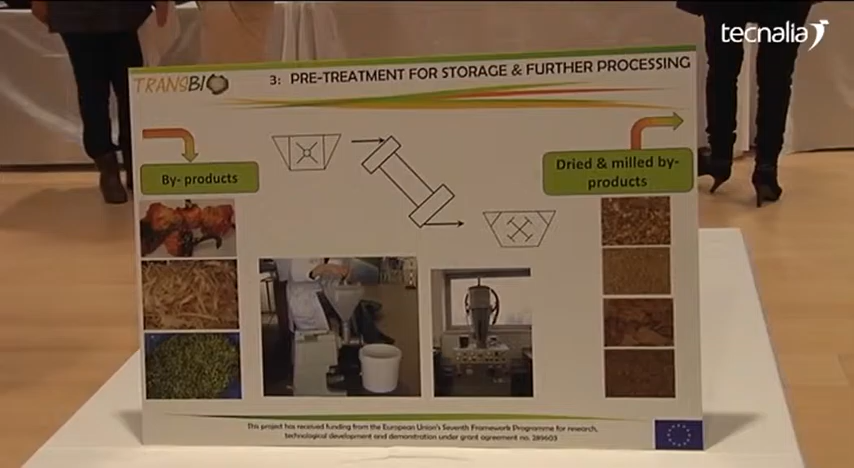 tecnalia
TRANSBIO
3: PRE-TREATMENT FOR STORAGE & FURTHER PROCESSING
By- products
Dried & milled by-
products
This project has received funding from the European Union's Seventh Framework Programme for research,
technological development and demonstration under grant agreement no. 289603